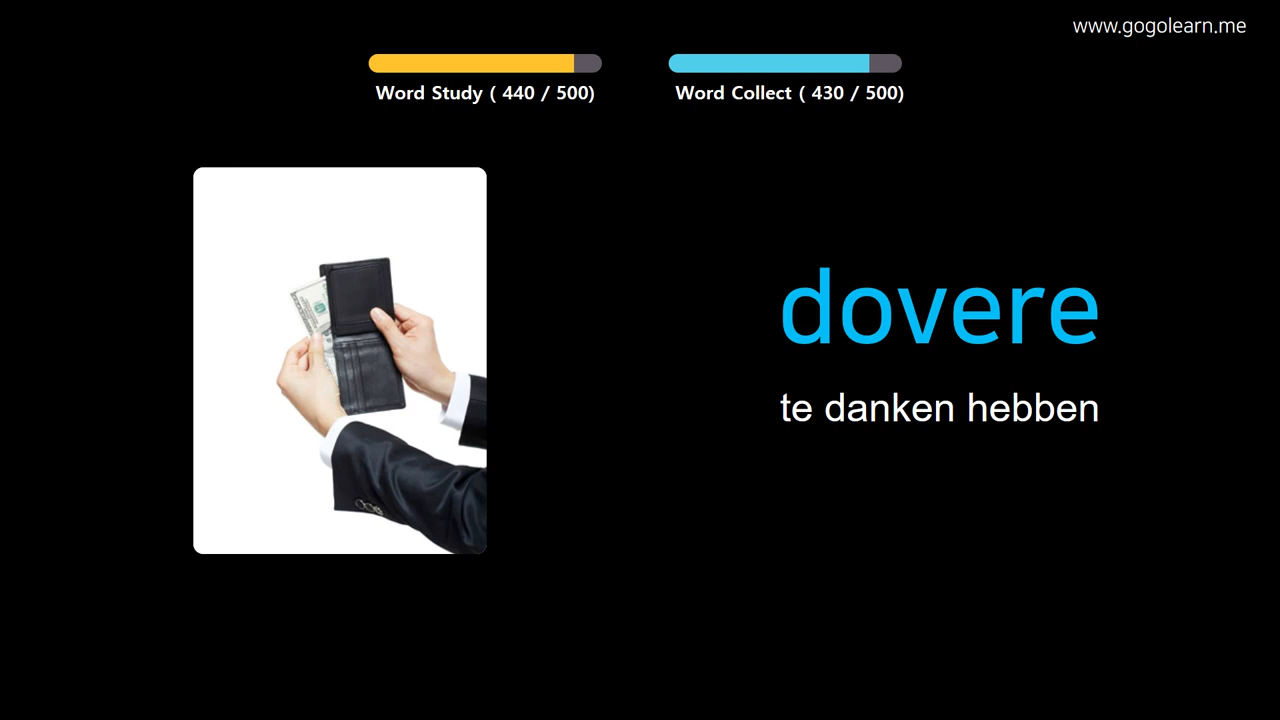 www.gogolearn.me
Word Study ( 440 / 500)
Word Collect ( 430 / 500)
dovere
te danken hebben